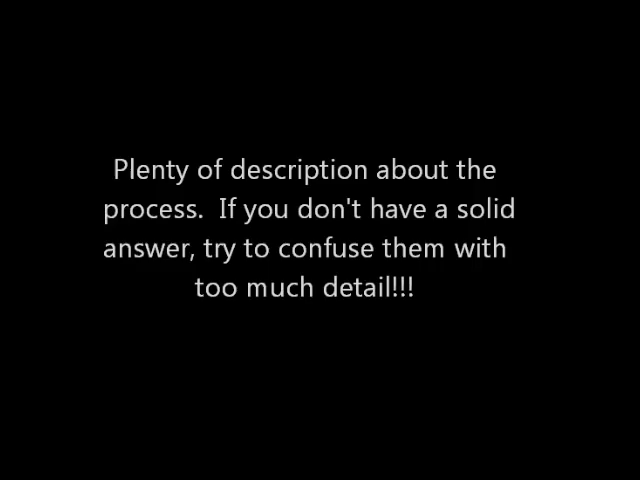 Plenty of description about the
process.  If you don't have a solid
answer, try to confuse them with
too much detail!!!